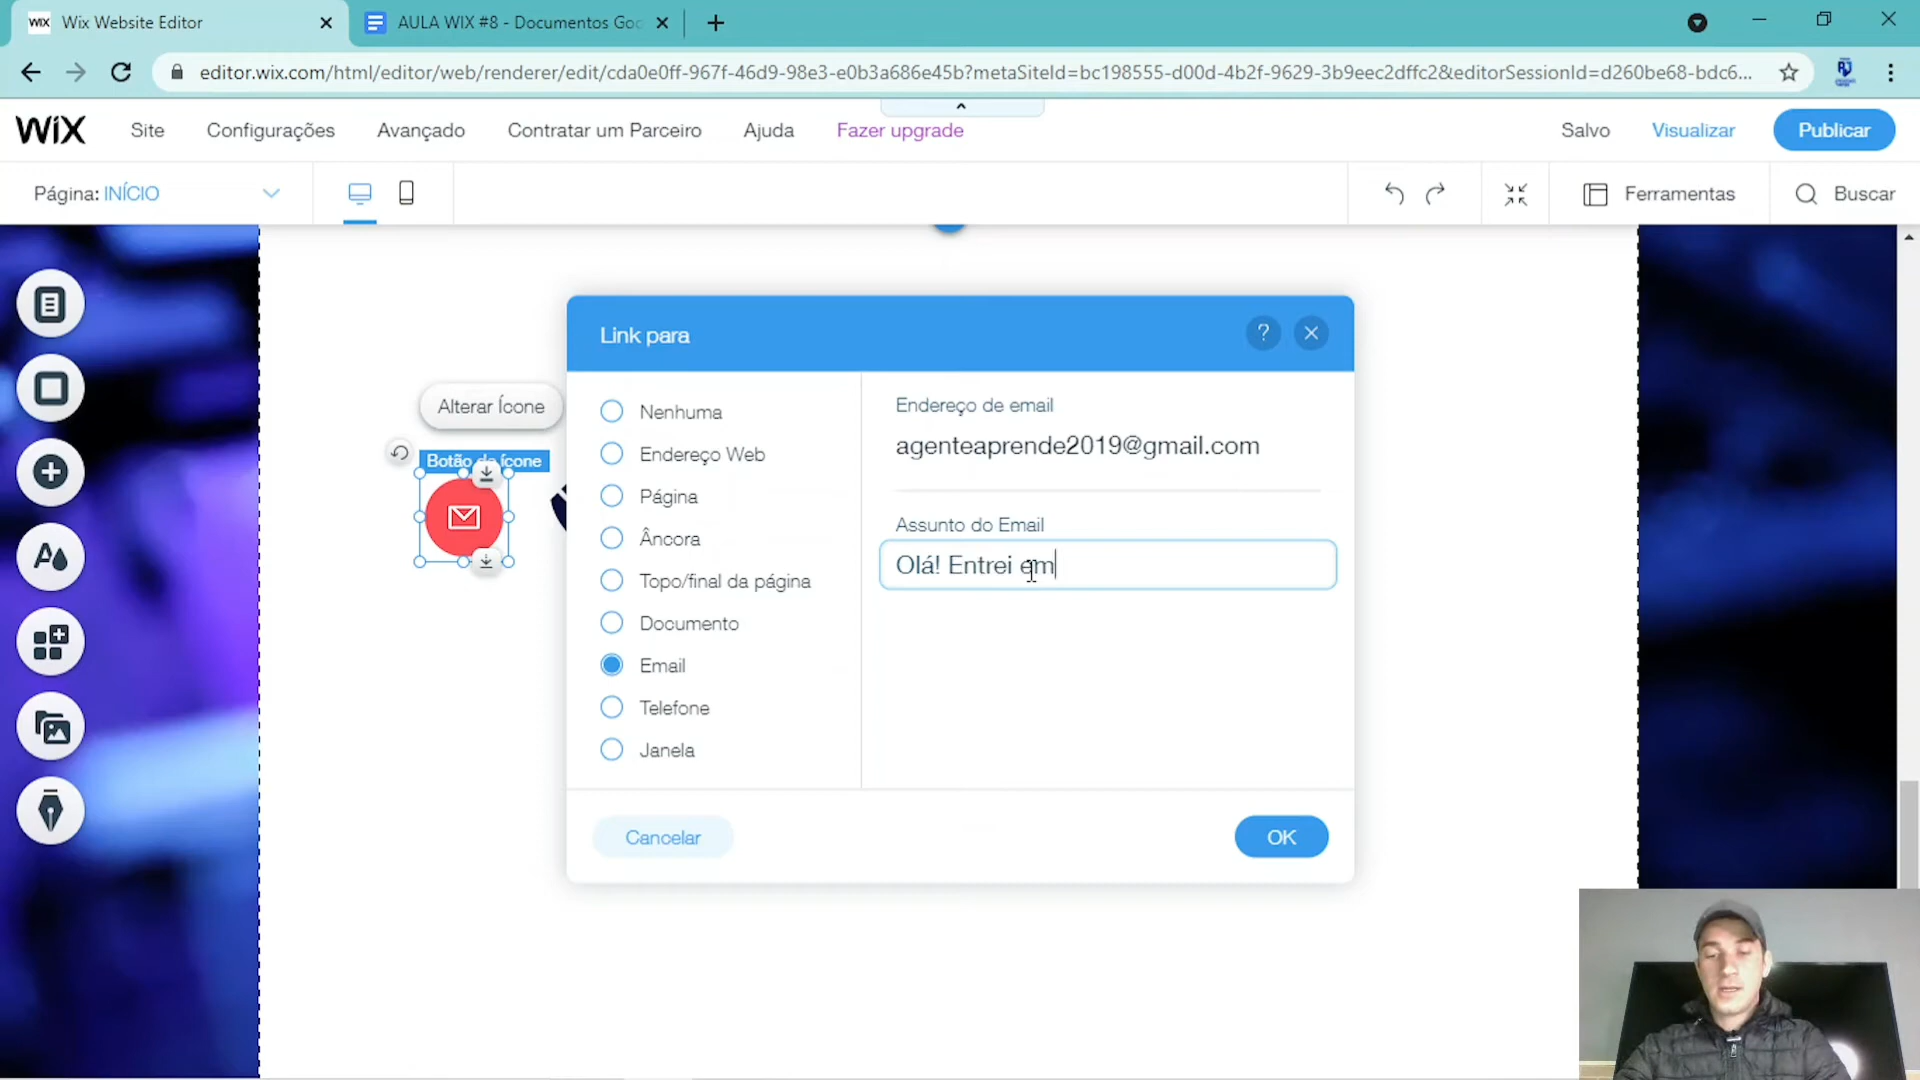 WIX Wix Website Editor
AULA WIX #8 - Documentos Goo
editor.wix.com/html/editor/web/renderer/edit/cda0e0ff-967f-46d9-98e3-e0b3a686e45b?metaSiteId=bc198555-d00d-4b2f-9629-3b9eec2dffc2&editorSessionId=d260be68-bdc6...
WiX Site Configurações Avançado Contratar um Parceiro Ajuda Fazer upgrade Salvo Visualizar Publicar
Página: INÍCIO Ferramentas Buscar
Alterar Ícone
Botão de ícone
Link para ?
Nenhuma
Endereço Web
Página
Âncora
Topo/final da página
Documento
Email
Telefone
Janela
Endereço de email
agenteaprende2019@gmail.com
Assunto do Email
Olá! Entrei em
Cancelar
OK